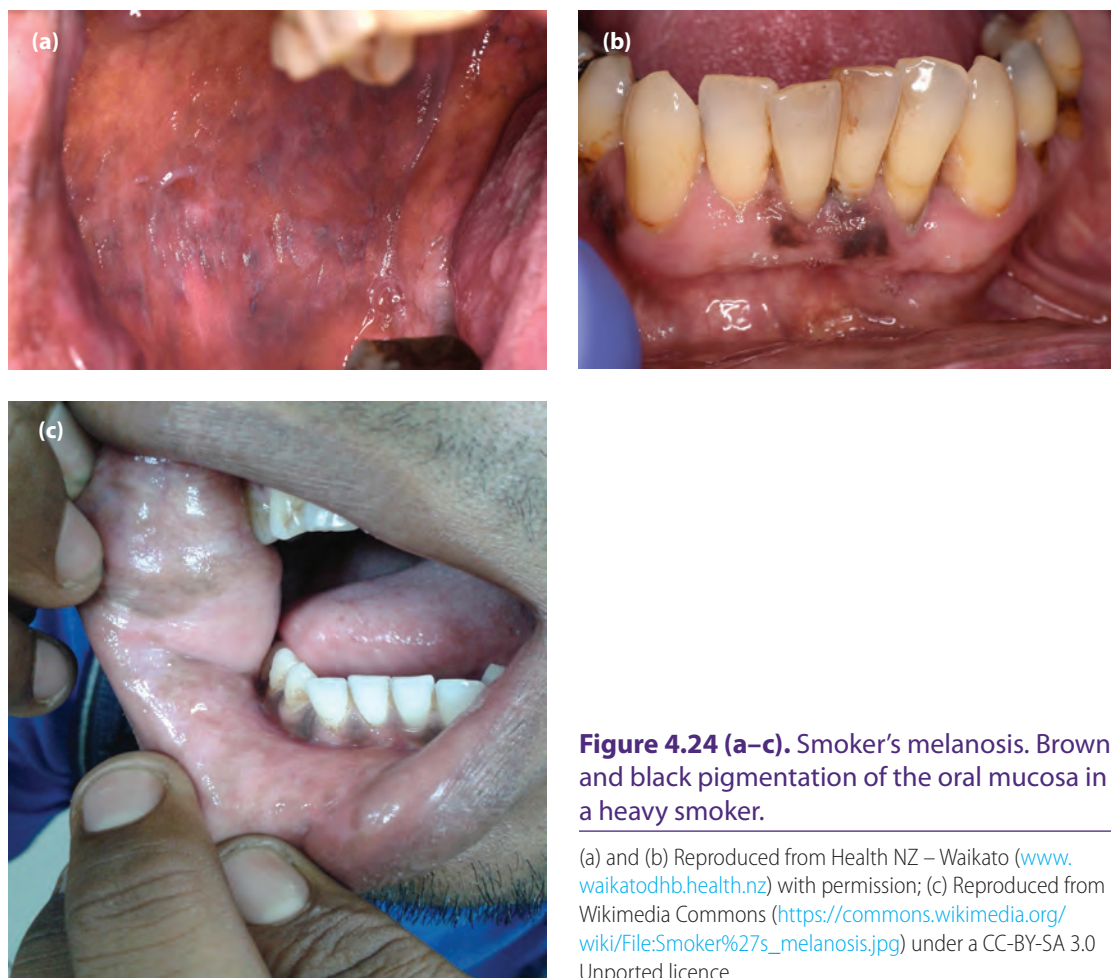 (a)
(b)
(c)
Figure 4.24 (a–c). Smoker's melanosis. Brown
and black pigmentation of the oral mucosa in
a heavy smoker.
(a) and (b) Reproduced from Health NZ – Waikato (www.
waikatodhb.health.nz) with permission; (c) Reproduced from
Wikimedia Commons (https://commons.wikimedia.org/
wiki/File:Smoker%27s_melanosis.jpg) under a CC-BY-SA 3.0
Unported licence